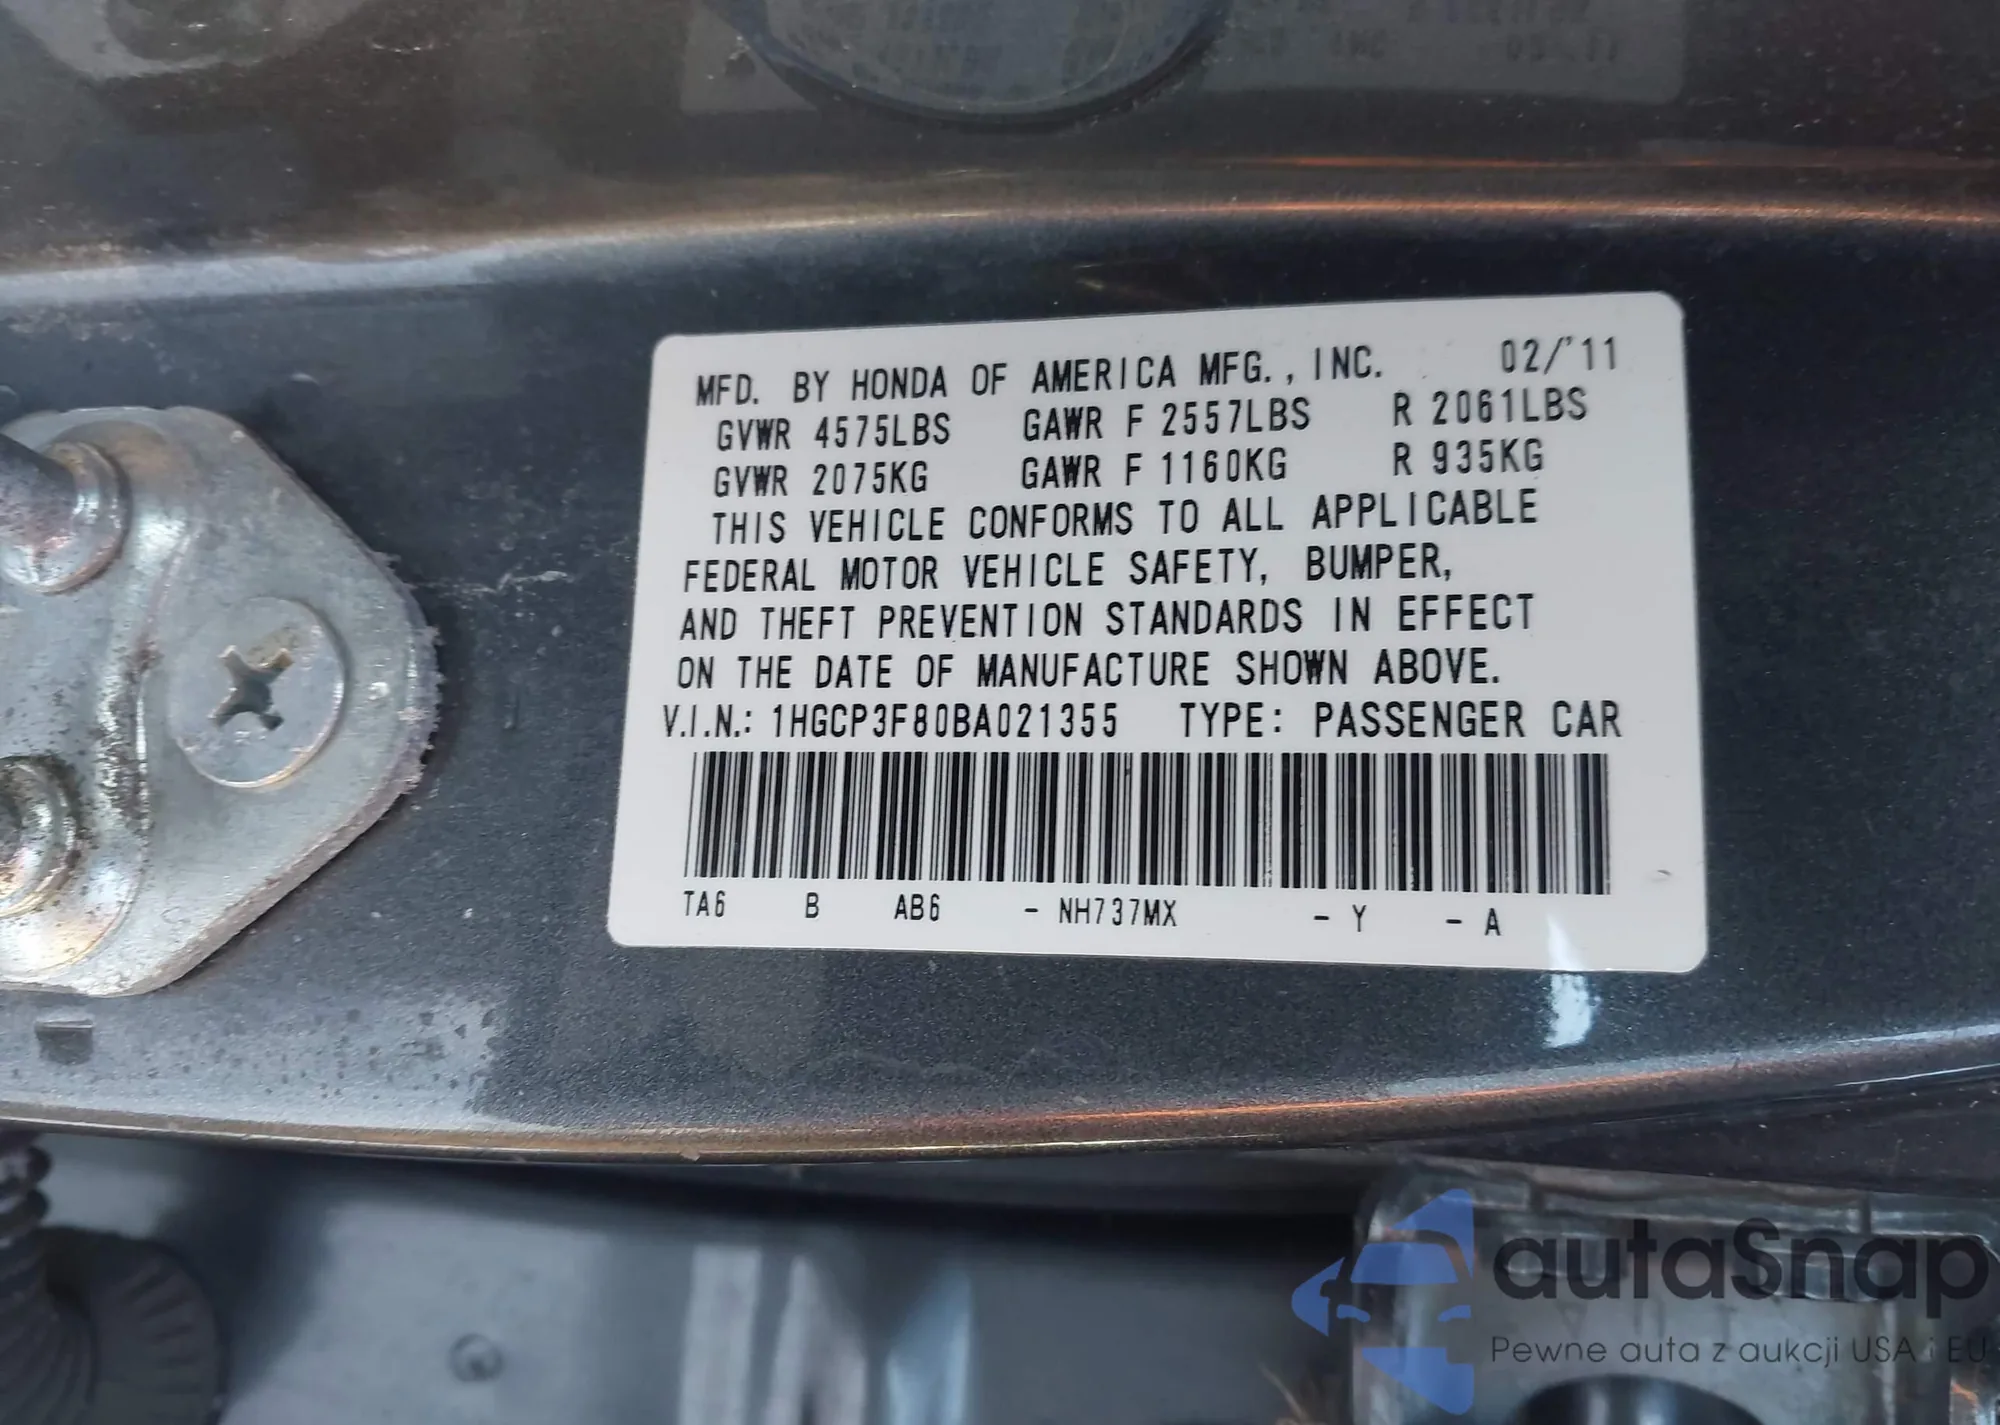 MFD. BY HONDA OF AMERICA MFG., INC. 02/'11
GVWR 4575LBS GAWR F 2557LBS R 2061LBS
GVWR 2075KG GAWR F 1160KG R 935KG
THIS VEHICLE CONFORMS TO ALL APPLICABLE
FEDERAL MOTOR VEHICLE SAFETY, BUMPER,
AND THEFT PREVENTION STANDARDS IN EFFECT
ON THE DATE OF MANUFACTURE SHOWN ABOVE.
V.I.N.: 1HGCP3F80BA021355 TYPE: PASSENGER CAR
TA6 B AB6 - NH737MX - Y - A
autaSnap
Pewne auta z aukcji USA i EU